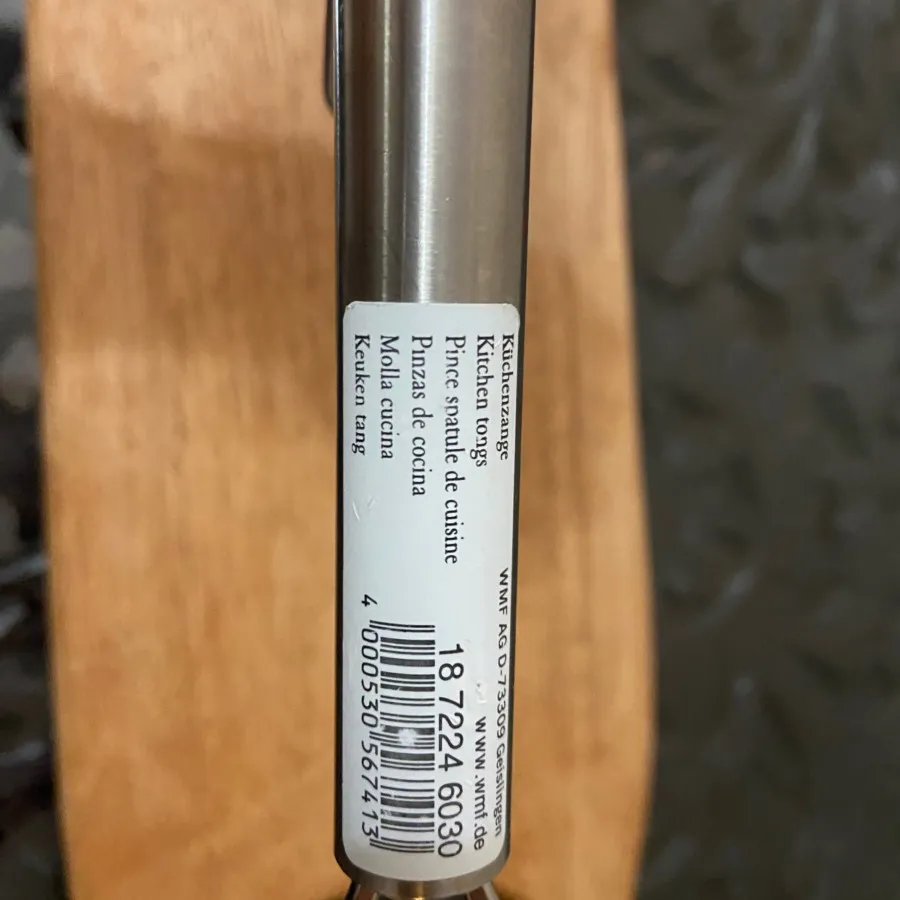 Küchenzange
Kitchen tongs
Pince spatule de cuisine
Pinzas de cocina
Molla cucina
Keuken tang
WMF AG D-73309 Geislingen
www.wmf.de
18 7224 6030
4 000530 567413